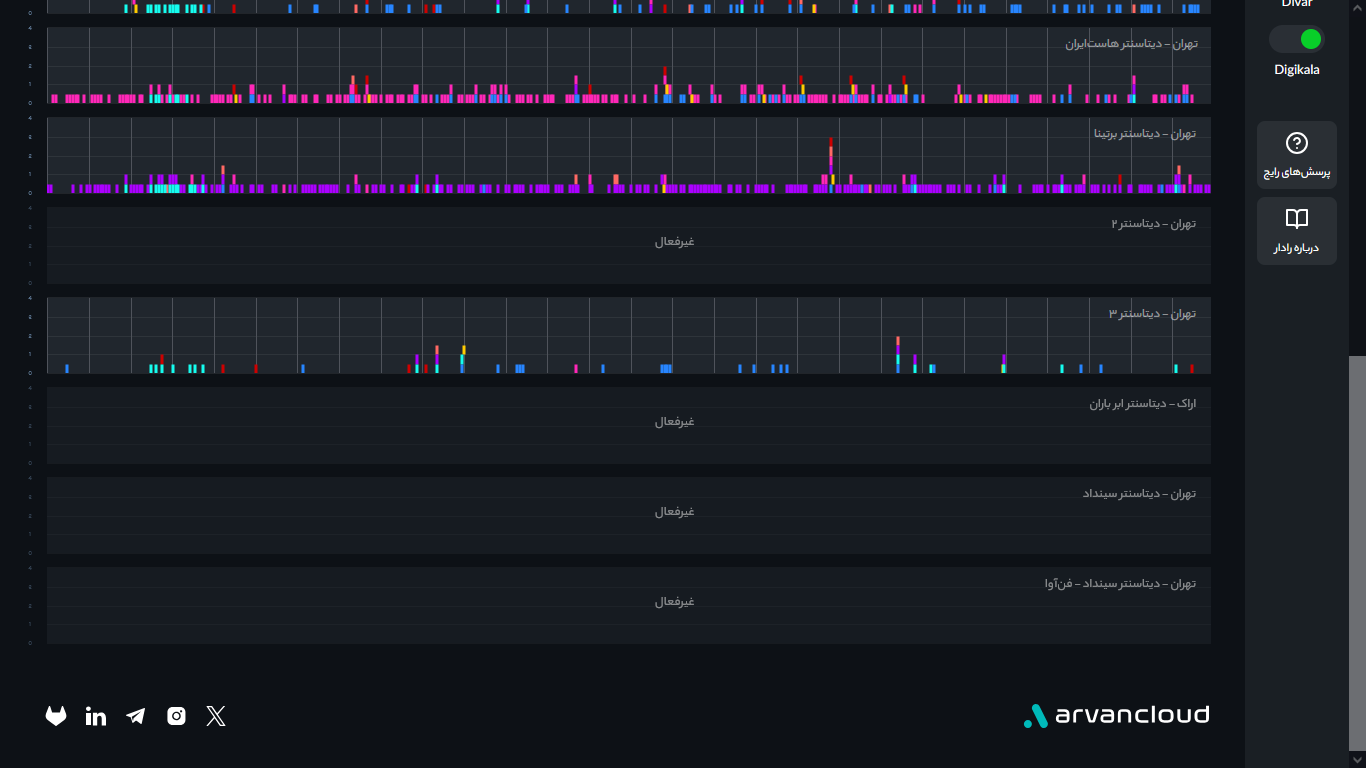 Divar
Digikala
پرسش‌های رایج
درباره رادار
تهران - دیتاسنتر هاست‌ایران
4
3
2
1
0
تهران - دیتاسنتر برتینا
4
3
2
1
0
تهران - دیتاسنتر ۲
غیرفعال
4
3
2
1
0
تهران - دیتاسنتر ۳
4
3
2
1
0
اراک - دیتاسنتر ابر باران
غیرفعال
4
3
2
1
0
تهران - دیتاسنتر سینداد
غیرفعال
4
3
2
1
0
تهران - دیتاسنتر سینداد - فن‌آوا
غیرفعال
4
3
2
1
0
arvancloud